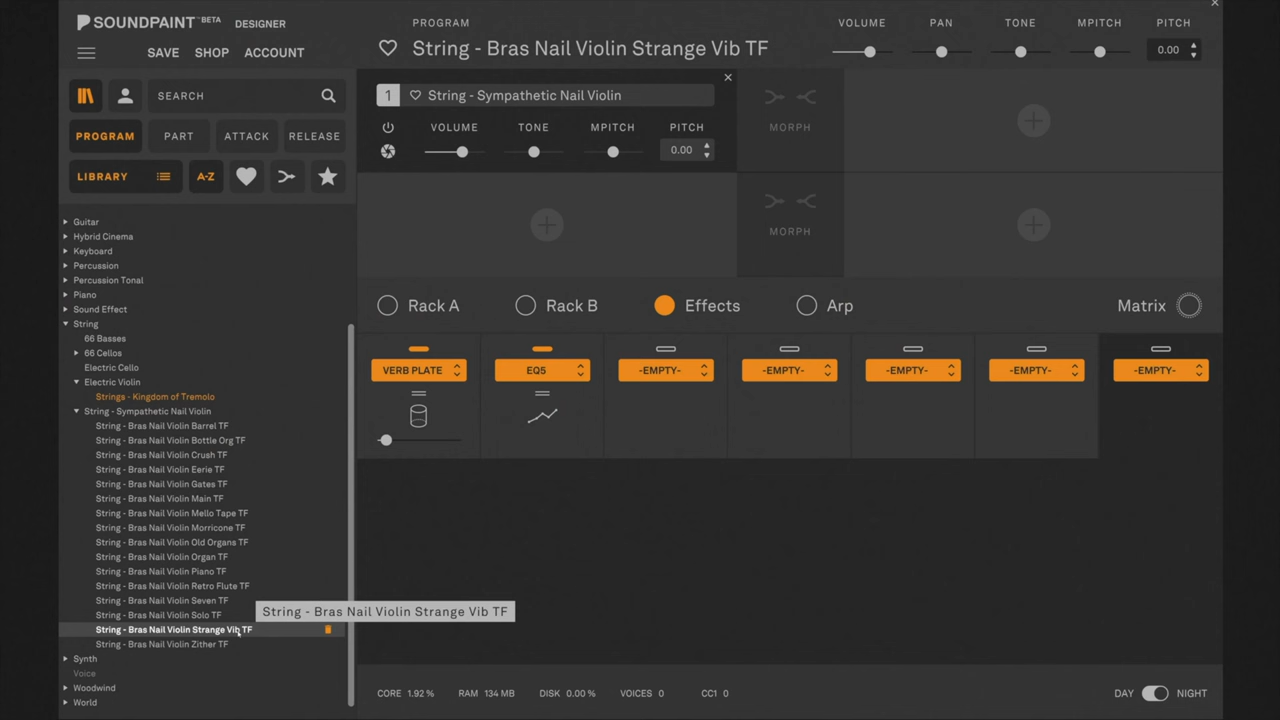 SOUNDPAINT BETA DESIGNER
SAVE SHOP ACCOUNT
PROGRAM
String - Bras Nail Violin Strange Vib TF
VOLUME PAN TONE MPITCH PITCH
0.00
SEARCH
PROGRAM PART ATTACK RELEASE
LIBRARY A-Z
Guitar
Hybrid Cinema
Keyboard
Percussion
Percussion Tonal
Piano
Sound Effect
String
66 Basses
66 Cellos
Electric Cello
Electric Violin
Strings - Kingdom of Tremolo
String - Sympathetic Nail Violin
String - Bras Nail Violin Barrel TF
String - Bras Nail Violin Bottle Org TF
String - Bras Nail Violin Crush TF
String - Bras Nail Violin Eerie TF
String - Bras Nail Violin Gates TF
String - Bras Nail Violin Main TF
String - Bras Nail Violin Mello Tape TF
String - Bras Nail Violin Morricone TF
String - Bras Nail Violin Old Organs TF
String - Bras Nail Violin Organ TF
String - Bras Nail Violin Piano TF
String - Bras Nail Violin Retro Flute TF
String - Bras Nail Violin Seven TF
String - Bras Nail Violin Solo TF
String - Bras Nail Violin Strange Vib TF
String - Bras Nail Violin Zither TF
Synth
Voice
Woodwind
World
String - Bras Nail Violin Strange Vib TF
1 String - Sympathetic Nail Violin
VOLUME TONE MPITCH PITCH
0.00
MORPH
MORPH
Rack A Rack B Effects Arp Matrix
VERB PLATE EQ5 -EMPTY- -EMPTY- -EMPTY- -EMPTY- -EMPTY-
CORE 1.92 % RAM 134 MB DISK 0.00 % VOICES 0 CC1 0
DAY NIGHT